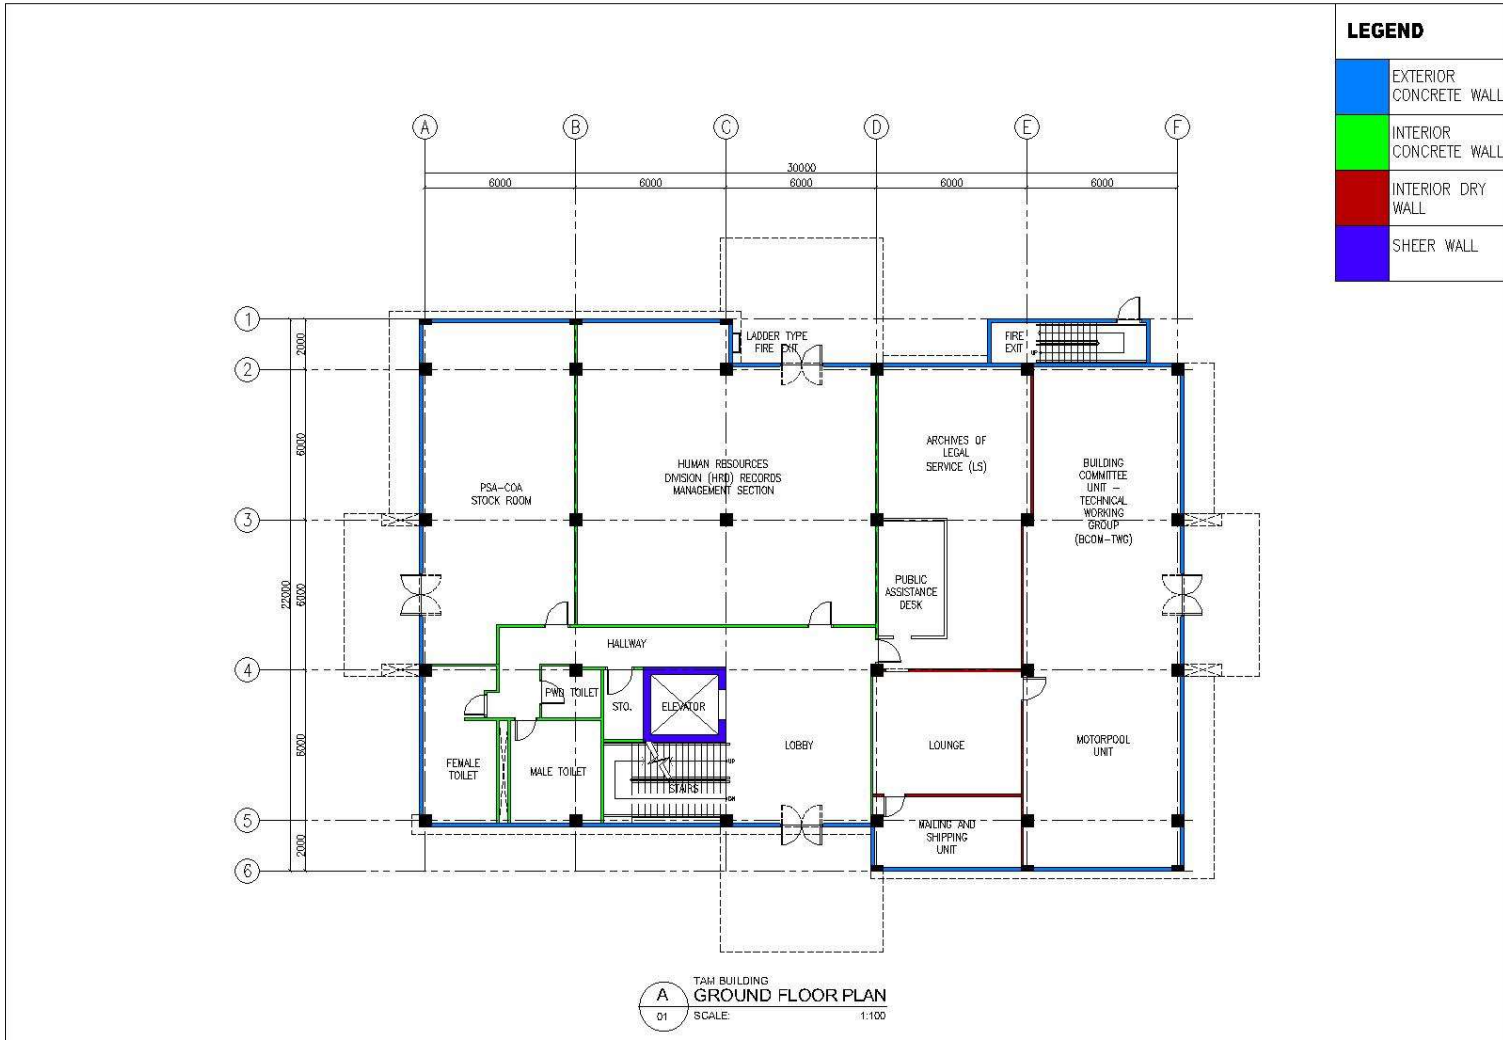 LEGEND
EXTERIOR
CONCRETE WALL
INTERIOR
CONCRETE WALL
INTERIOR DRY
WALL
SHEER WALL
A B C D E F
30000
6000 6000 6000 6000 6000
1
2
3
4
5
6
2000
6000
6000
6000
2000
22000
LADDER TYPE
FIRE EXIT
FIRE
EXIT
UP
PSA-COA
STOCK ROOM
HUMAN RESOURCES
DIVISION (HRD) RECORDS
MANAGEMENT SECTION
ARCHIVES OF
LEGAL
SERVICE (LS)
BUILDING
COMMITTEE
UNIT –
TECHNICAL
WORKING
GROUP
(BCOM-TWG)
PUBLIC
ASSISTANCE
DESK
HALLWAY
PWD TOILET
STO.
ELEVATOR
LOBBY
LOUNGE
MOTORPOOL
UNIT
FEMALE
TOILET
MALE TOILET
UP
STAIRS
DN
MAILING AND
SHIPPING
UNIT
A
01
TAM BUILDING
GROUND FLOOR PLAN
SCALE: 1:100